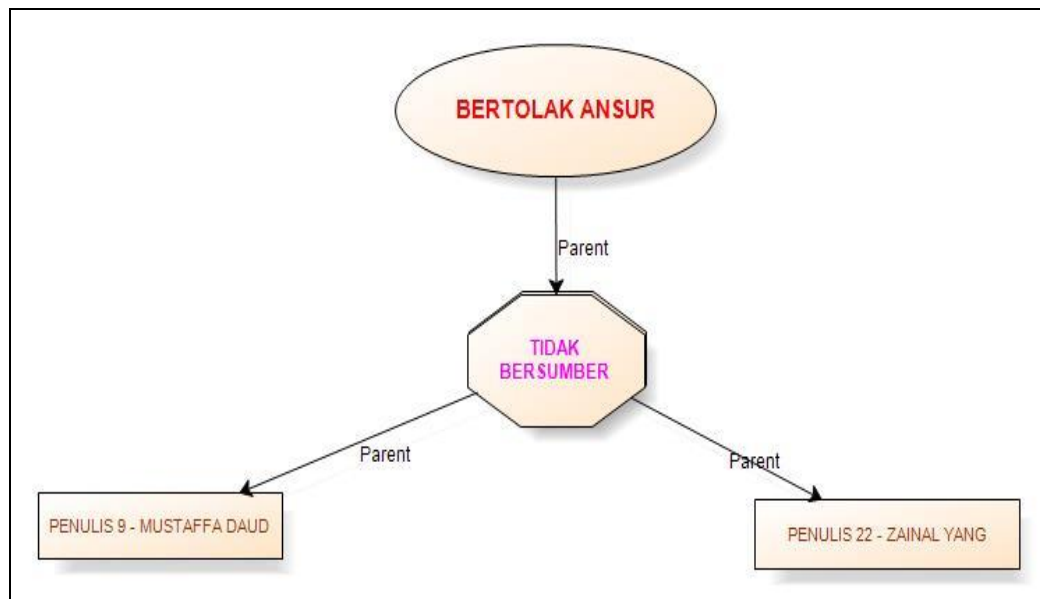 BERTOLAK ANSUR
Parent
TIDAK
BERSUMBER
Parent
Parent
PENULIS 9 - MUSTAFFA DAUD
PENULIS 22 - ZAINAL YANG